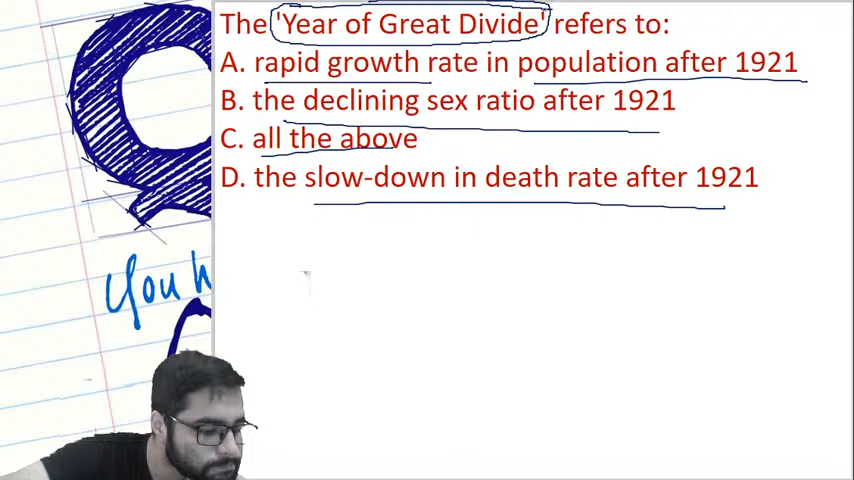 The 'Year of Great Divide' refers to:
A. rapid growth rate in population after 1921
B. the declining sex ratio after 1921
C. all the above
D. the slow-down in death rate after 1921
You